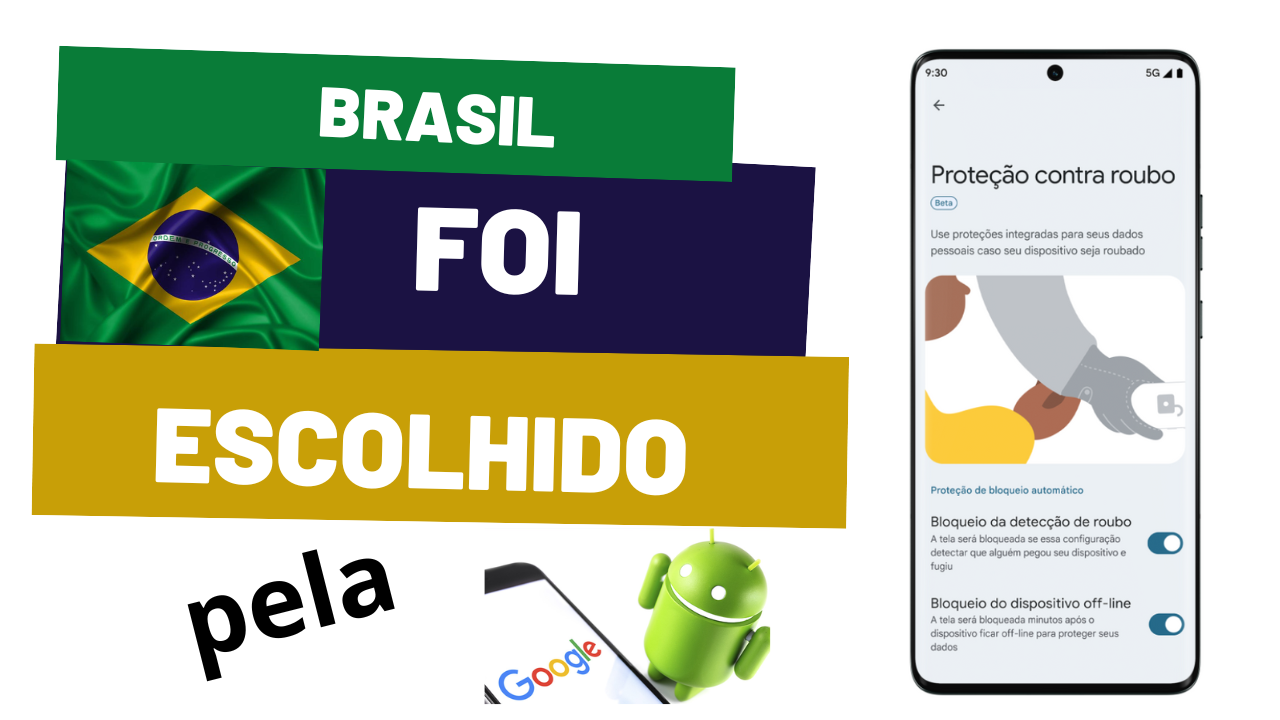 BRASIL
FOI
ORDEM E PROGRESSO
ESCOLHIDO
pela
Google
9:30
5G
Proteção contra roubo
Beta
Use proteções integradas para seus dados
pessoais caso seu dispositivo seja roubado
Proteção de bloqueio automático
Bloqueio da detecção de roubo
A tela será bloqueada se essa configuração
detectar que alguém pegou seu dispositivo e
fugiu
Bloqueio do dispositivo off-line
A tela será bloqueada minutos após o
dispositivo ficar off-line para proteger seus
dados